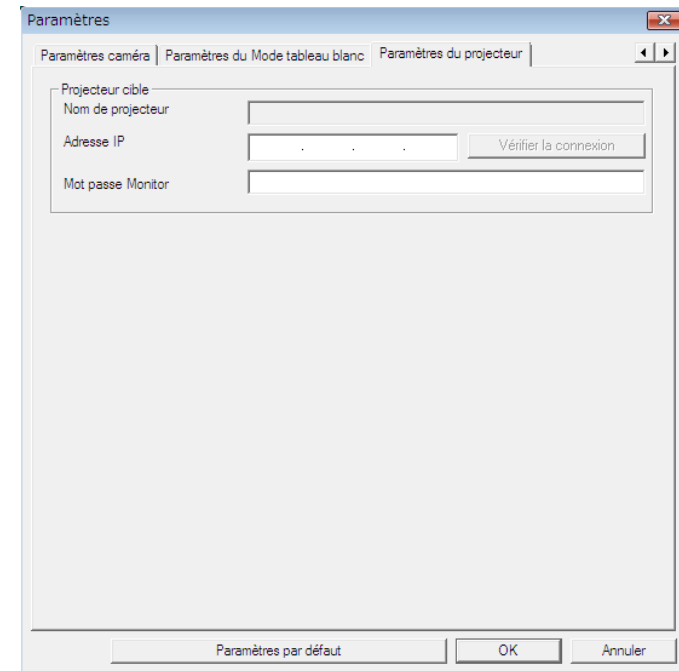 Paramètres
Paramètres caméra Paramètres du Mode tableau blanc Paramètres du projecteur
Projecteur cible
Nom de projecteur
Adresse IP . . . Vérifier la connexion
Mot passe Monitor
Paramètres par défaut OK Annuler